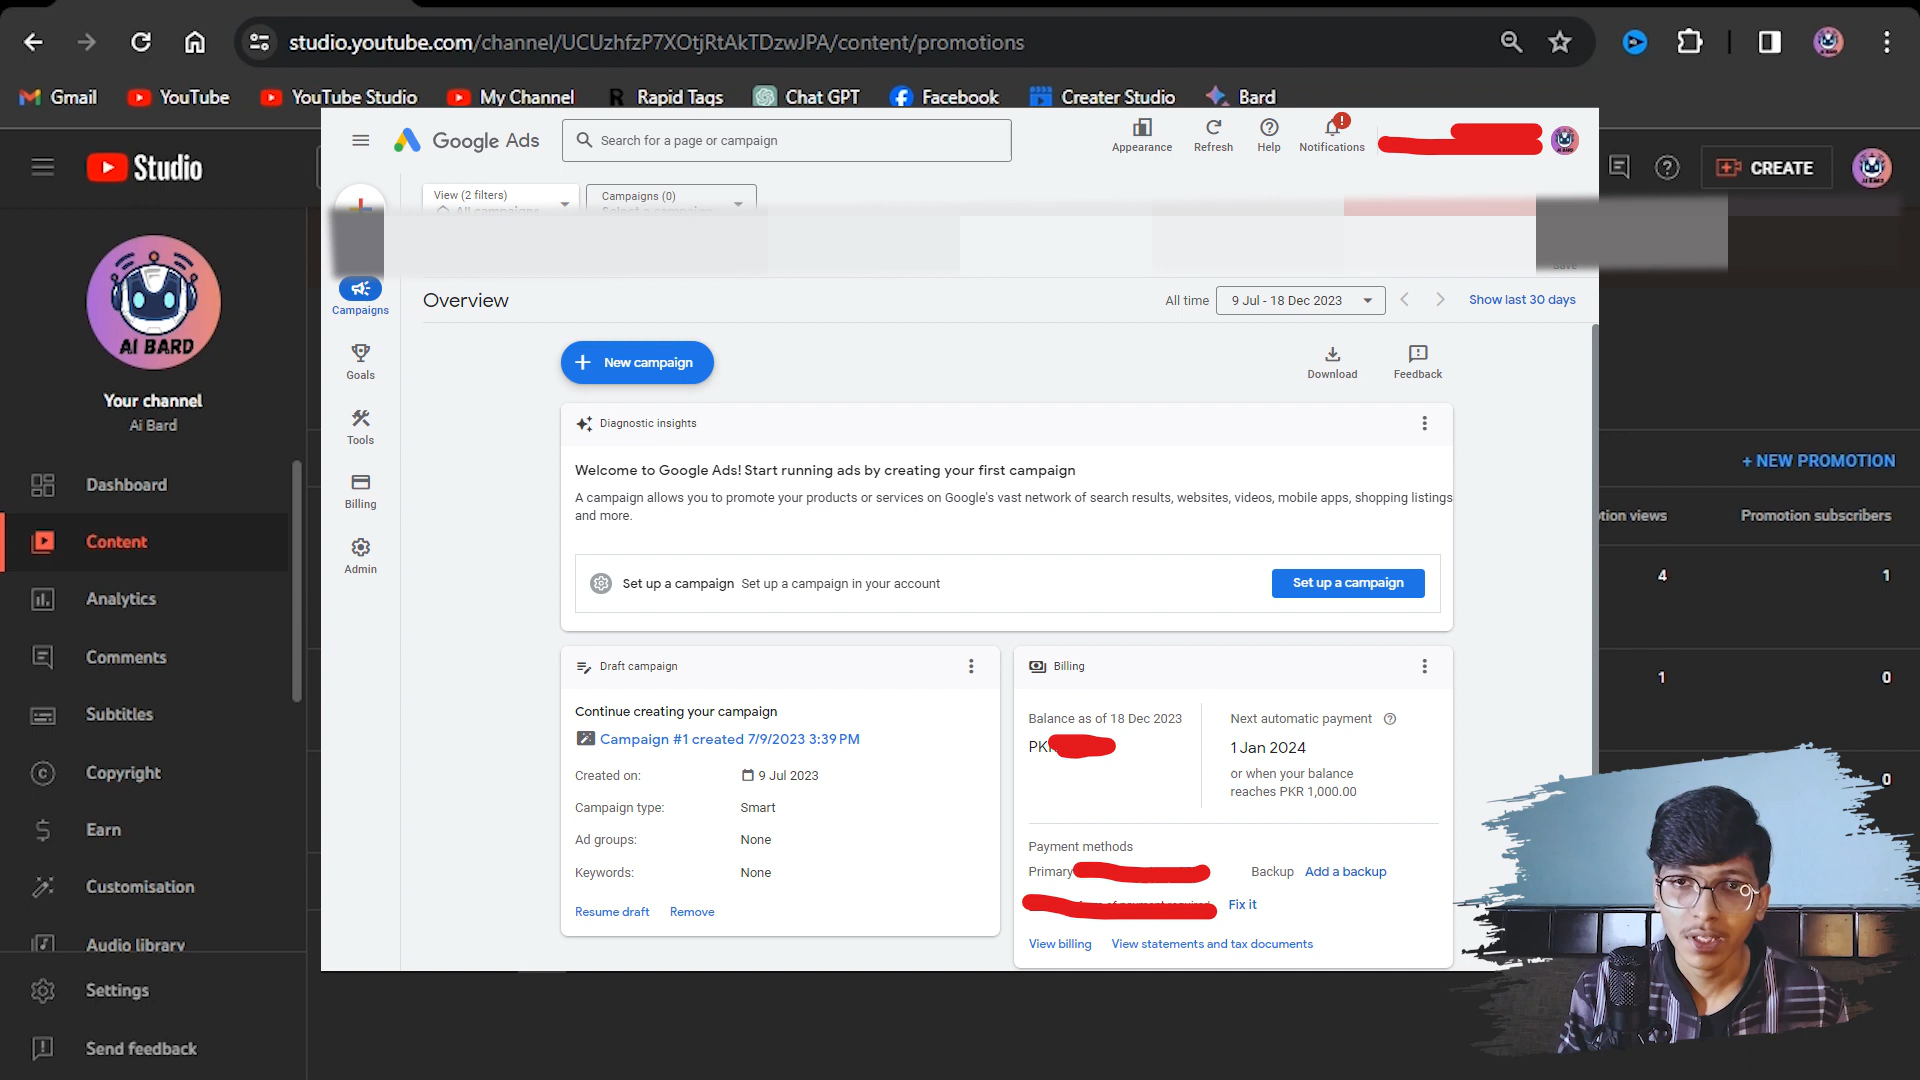 studio.youtube.com/channel/UCUzhfzP7XOtjRtAkTDzwJPA/content/promotions
Gmail
YouTube
YouTube Studio
My Channel
R Rapid Tags
Chat GPT
Facebook
Creater Studio
Bard
Studio
Google Ads
Search for a page or campaign
Appearance
Refresh
Help
Notifications
CREATE
View (2 filters)
All campaigns
Campaigns (0)
Select a campaign
AI BARD
Your channel
Ai Bard
Dashboard
Content
Analytics
Comments
Subtitles
Copyright
Earn
Customisation
Audio library
Settings
Send feedback
Campaigns
Goals
Tools
Billing
Admin
Overview
All time
9 Jul - 18 Dec 2023
Show last 30 days
New campaign
Download
Feedback
Diagnostic insights
Welcome to Google Ads! Start running ads by creating your first campaign
A campaign allows you to promote your products or services on Google's vast network of search results, websites, videos, mobile apps, shopping listings
and more.
Set up a campaign Set up a campaign in your account
Set up a campaign
Draft campaign
Continue creating your campaign
Campaign #1 created 7/9/2023 3:39 PM
Created on: 9 Jul 2023
Campaign type: Smart
Ad groups: None
Keywords: None
Resume draft Remove
Billing
Balance as of 18 Dec 2023
Next automatic payment
1 Jan 2024
or when your balance
reaches PKR 1,000.00
Payment methods
Primary
Backup Add a backup
Fix it
View billing View statements and tax documents
+ NEW PROMOTION
Promotion subscribers
views
4 1
1 0
0